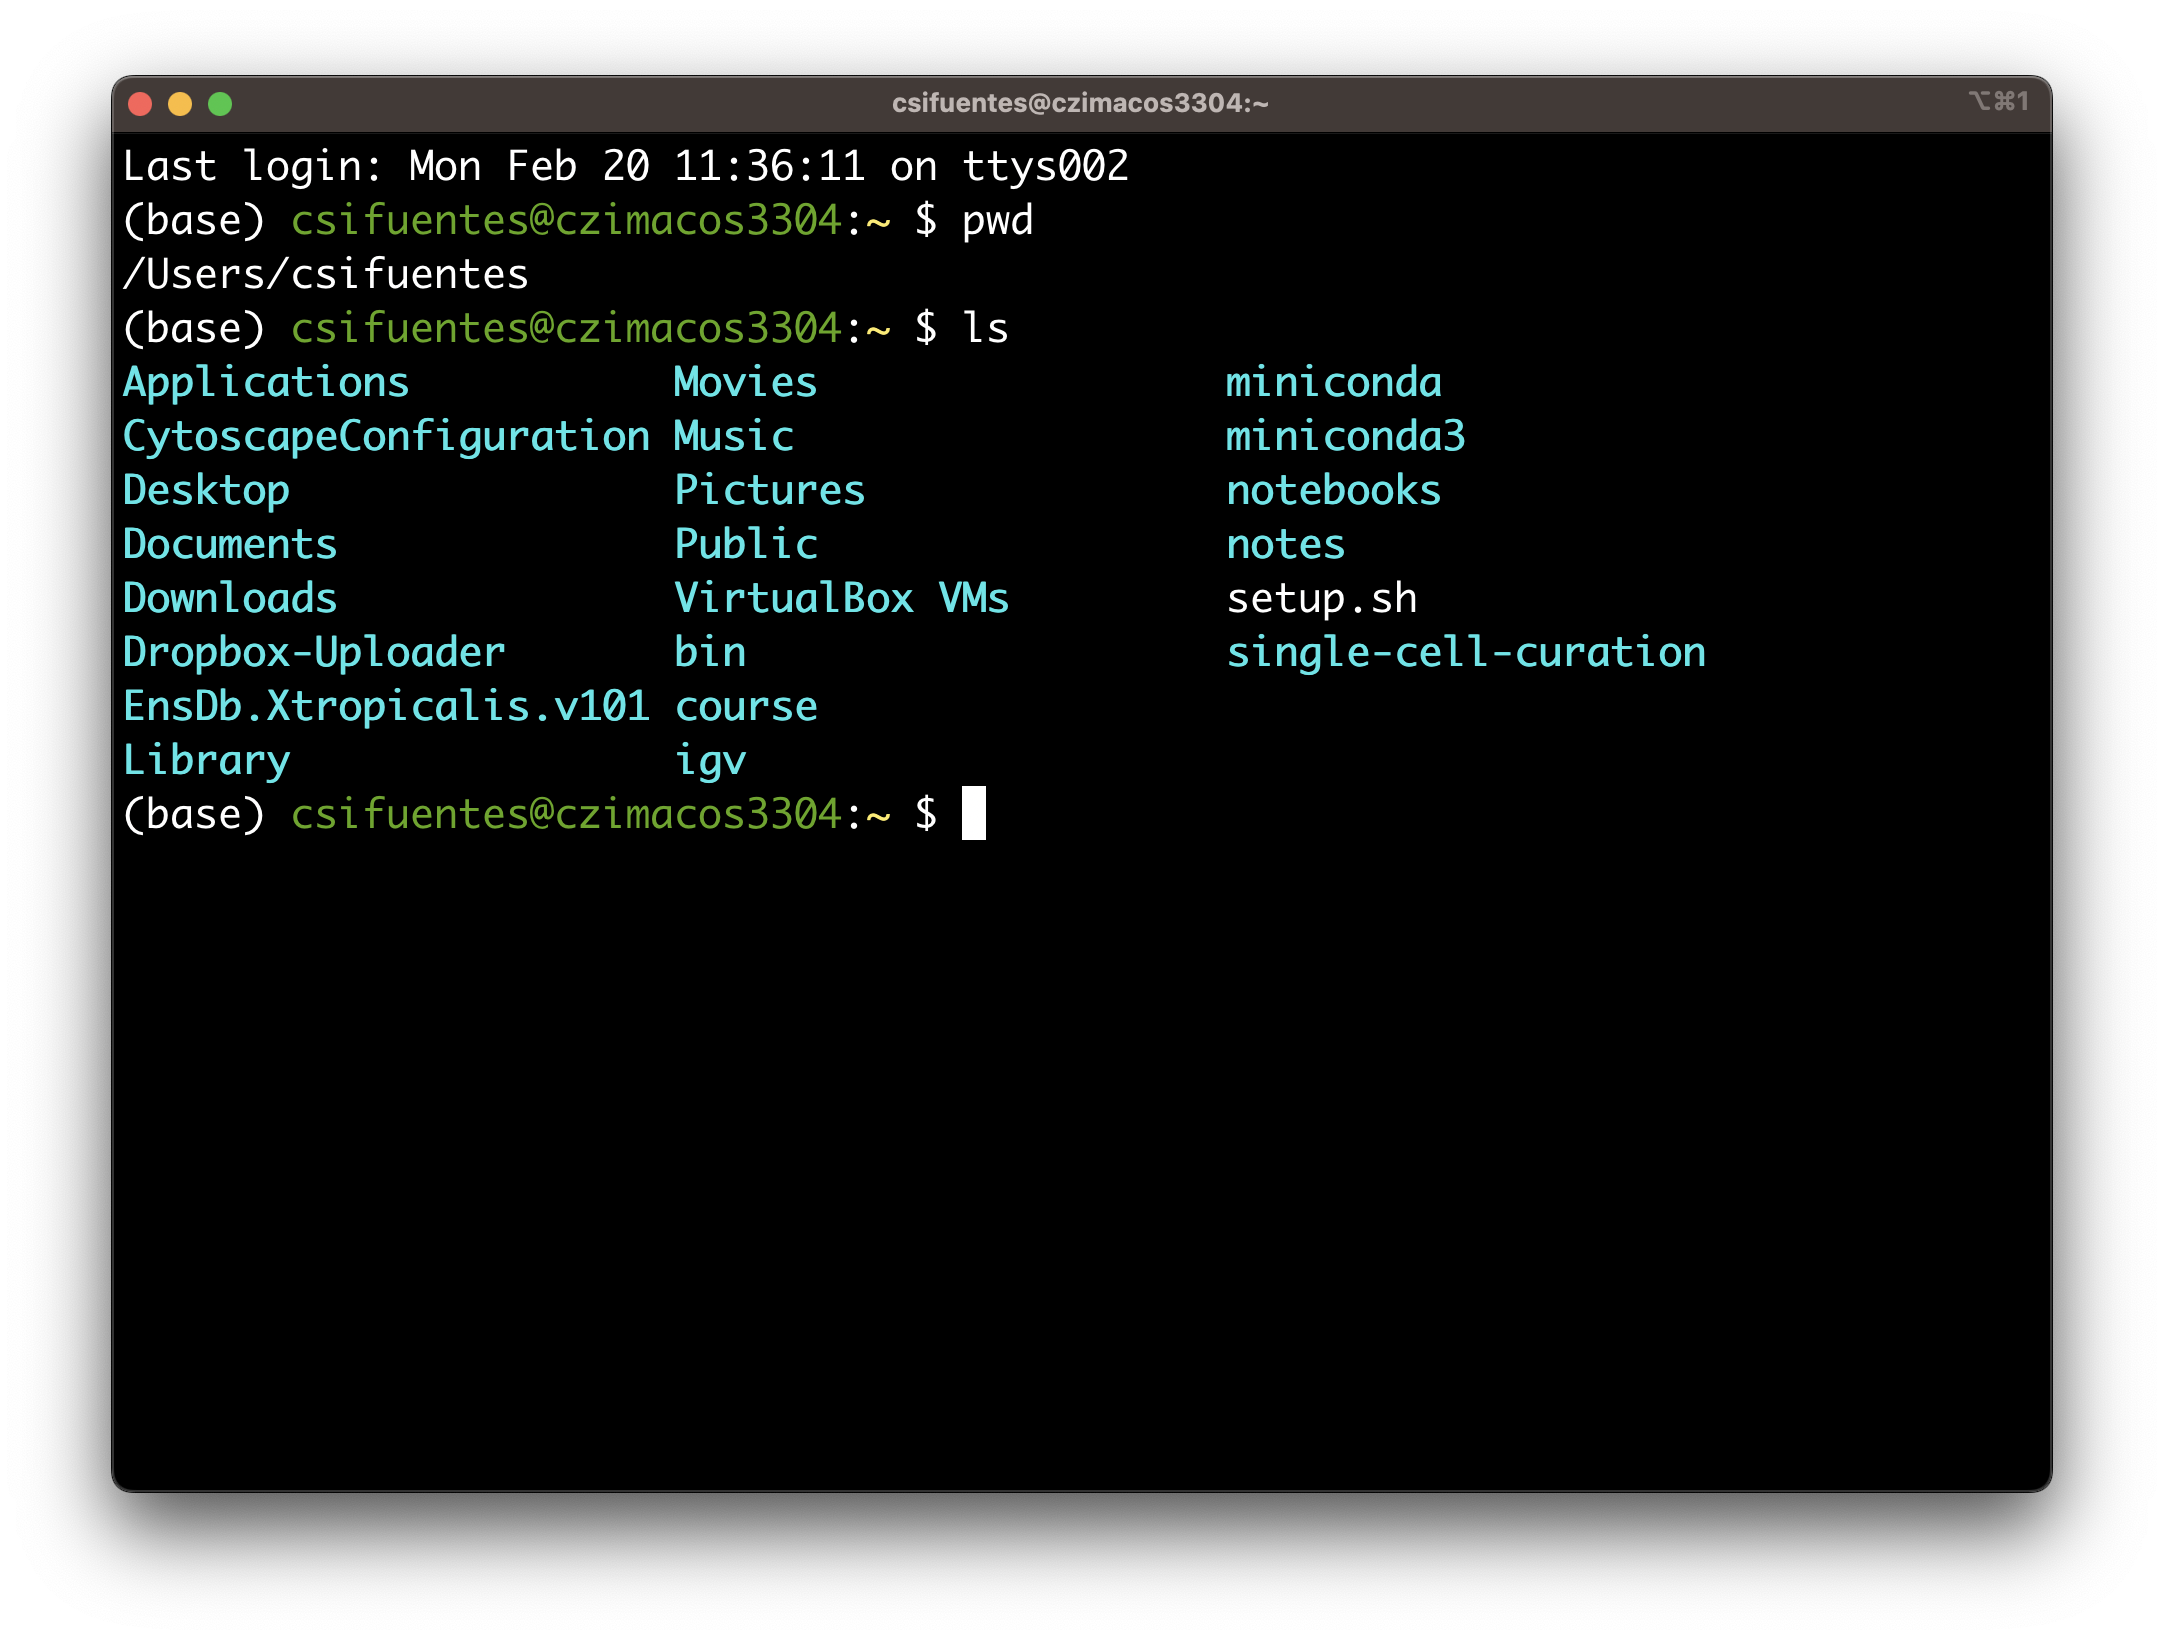 csifuentes@czimacos3304:~ ⌥⌘1
Last login: Mon Feb 20 11:36:11 on ttys002
(base) csifuentes@czimacos3304:~ $ pwd
/Users/csifuentes
(base) csifuentes@czimacos3304:~ $ ls
Applications Movies miniconda
CytoscapeConfiguration Music miniconda3
Desktop Pictures notebooks
Documents Public notes
Downloads VirtualBox VMs setup.sh
Dropbox-Uploader bin single-cell-curation
EnsDb.Xtropicalis.v101 course
Library igv
(base) csifuentes@czimacos3304:~ $